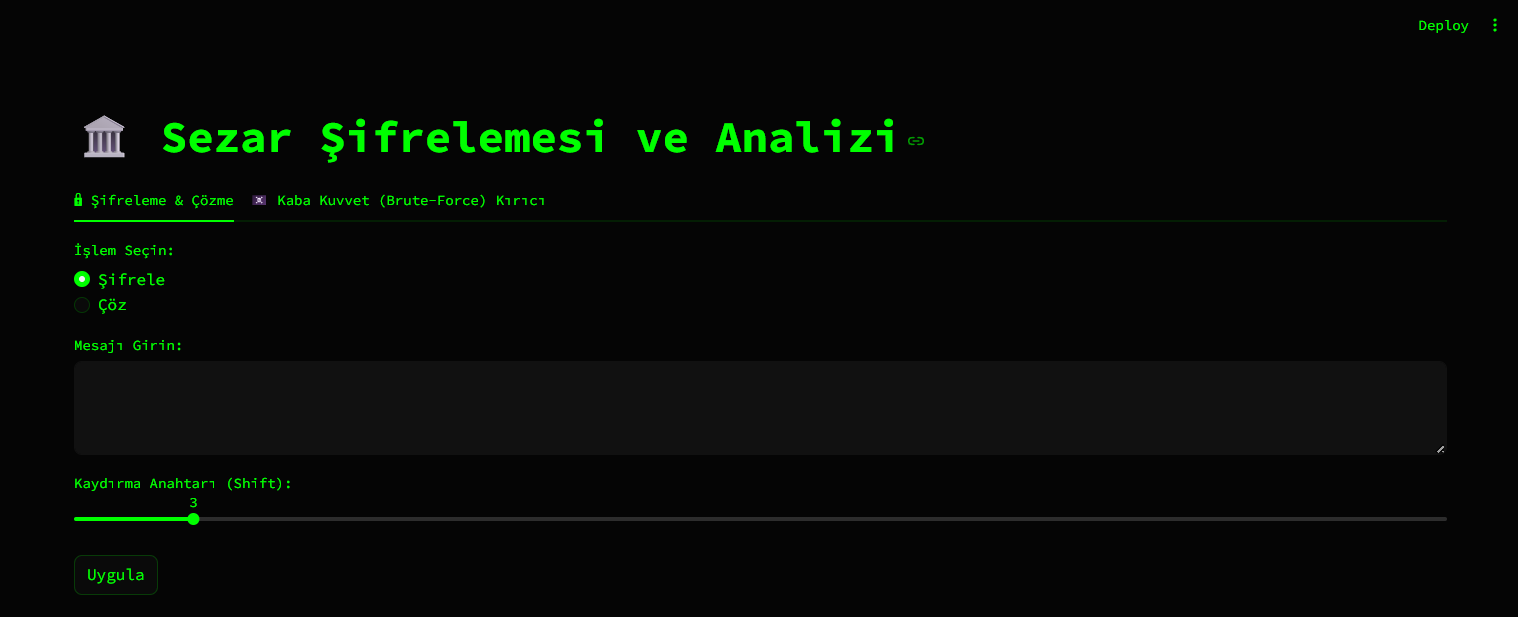 Deploy
Sezar Şifrelemesi ve Analizi
Şifreleme & Çözme Kaba Kuvvet (Brute-Force) Kırıcı
İşlem Seçin:
Şifrele
Çöz
Mesajı Girin:
Kaydırma Anahtarı (Shift):
3
Uygula